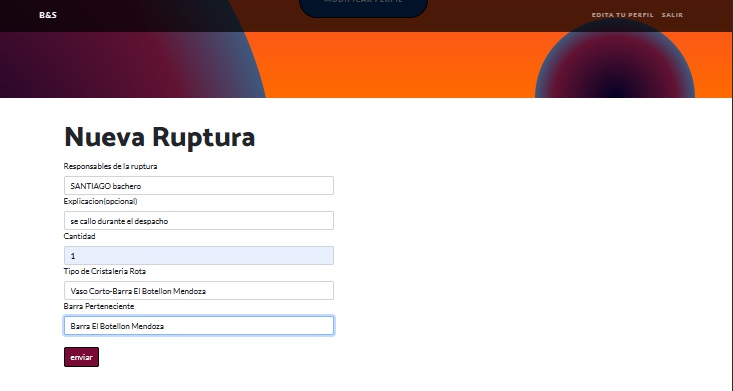 MODIFICAR PERFIL
B&S
EDITA TU PERFIL SALIR
Nueva Ruptura
Responsables de la ruptura
SANTIAGO bachero
Explicacion(opcional)
se callo durante el despacho
Cantidad
1
Tipo de Cristaleria Rota
Vaso Corto-Barra El Botellon Mendoza
Barra Perteneciente
Barra El Botellon Mendoza
enviar